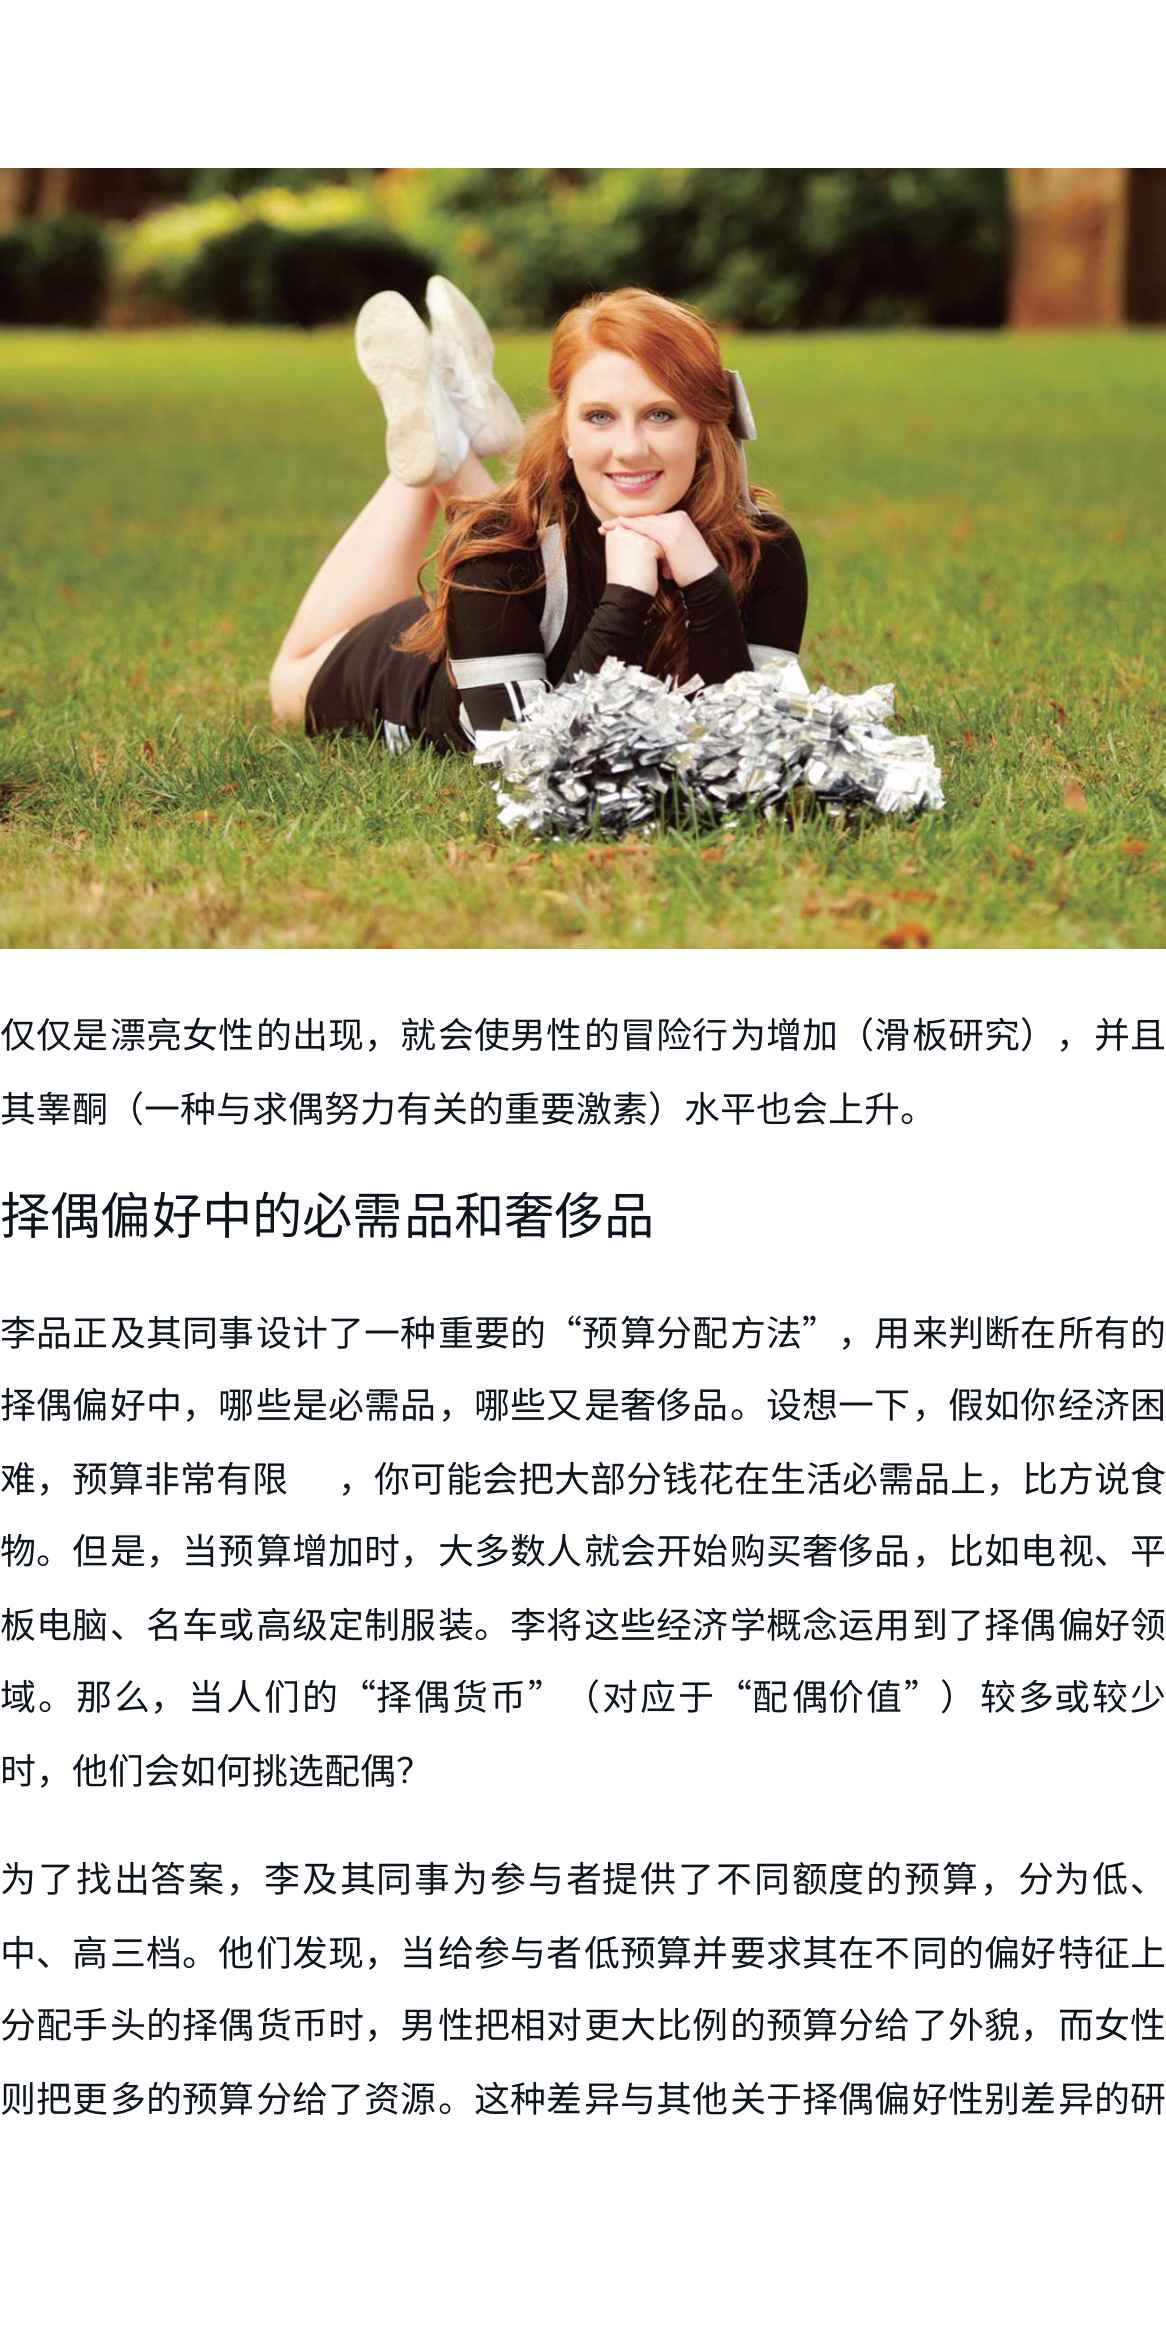 仅仅是漂亮女性的出现，就会使男性的冒险行为增加（滑板研究），并且
其睾酮（一种与求偶努力有关的重要激素）水平也会上升。
择偶偏好中的必需品和奢侈品
李品正及其同事设计了一种重要的“预算分配方法”，用来判断在所有的
择偶偏好中，哪些是必需品，哪些又是奢侈品。设想一下，假如你经济困
难，预算非常有限 ，你可能会把大部分钱花在生活必需品上，比方说食
物。但是，当预算增加时，大多数人就会开始购买奢侈品，比如电视、平
板电脑、名车或高级定制服装。李将这些经济学概念运用到了择偶偏好领
域。那么，当人们的“择偶货币”（对应于“配偶价值”）较多或较少
时，他们会如何挑选配偶？
为了找出答案，李及其同事为参与者提供了不同额度的预算，分为低、
中、高三档。他们发现，当给参与者低预算并要求其在不同的偏好特征上
分配手头的择偶货币时，男性把相对更大比例的预算分给了外貌，而女性
则把更多的预算分给了资源。这种差异与其他关于择偶偏好性别差异的研